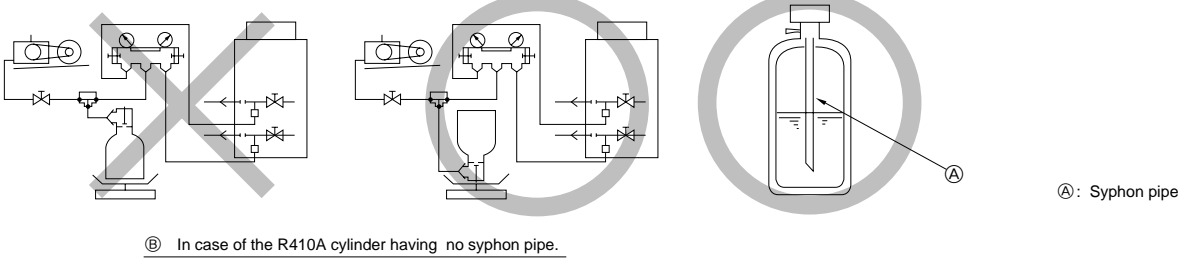 Ⓐ
Ⓐ: Syphon pipe
Ⓑ In case of the R410A cylinder having no syphon pipe.